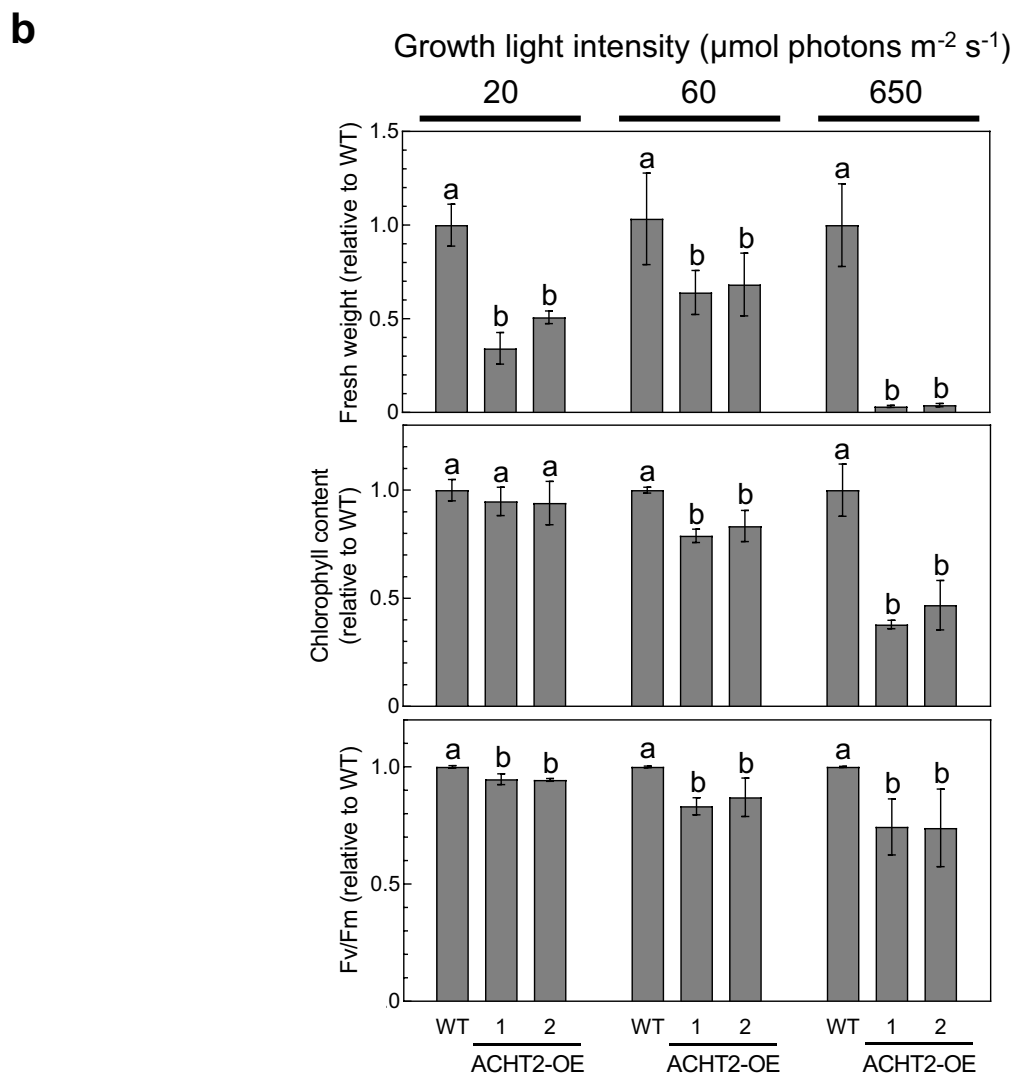 b
Growth light intensity (µmol photons m-2 s-1)
20 60 650
Fresh weight (relative to WT)
1.5
1.0
0.5
0
a b b a b b a b b
Chlorophyll content
(relative to WT)
1.0
0.5
0
a a a a b b a b b
Fv/Fm (relative to WT)
1.0
0.5
.0
a b b a b b a b b
WT 1 2 WT 1 2 WT 1 2
ACHT2-OE ACHT2-OE ACHT2-OE